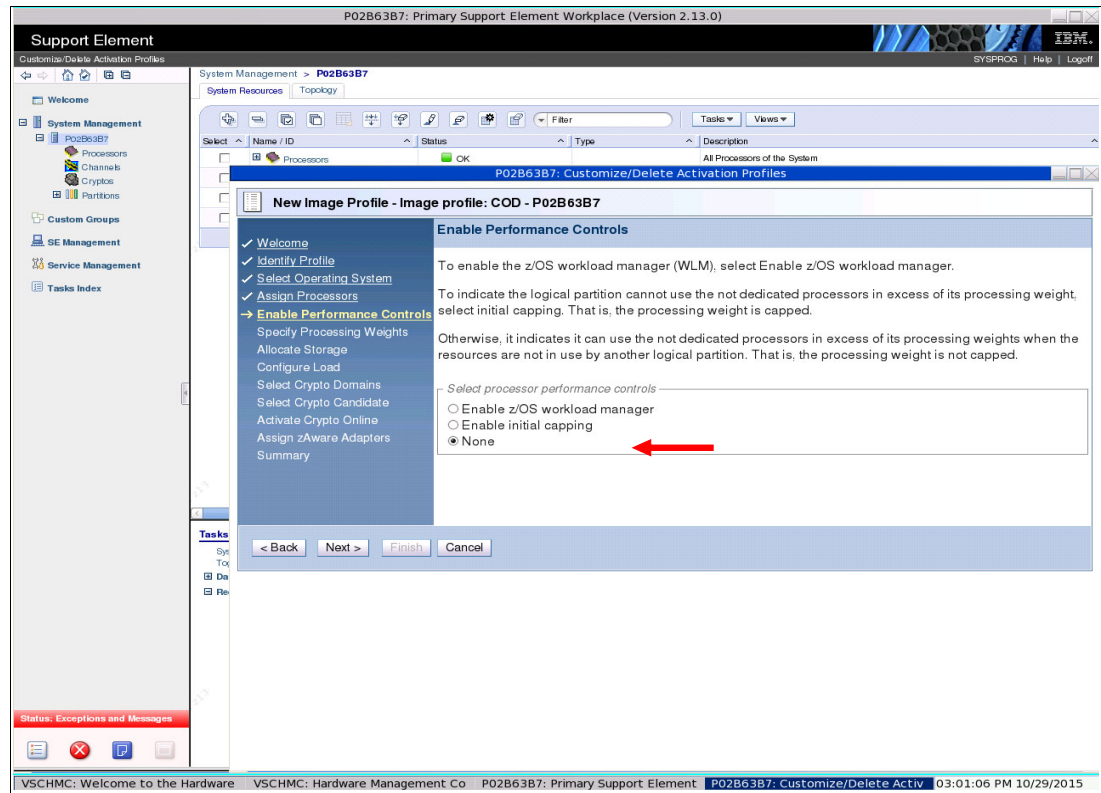 P02B63B7: Primary Support Element Workplace (Version 2.13.0)
Support Element
IBM.
Customize/Delete Activation Profiles
SYSPROG | Help | Logoff
System Management > P02B63B7
System Resources Topology
Welcome
System Management
P02B63B7
Processors
Channels
Cryptos
Partitions
Custom Groups
SE Management
Service Management
Tasks Index
Filter
Tasks Views
Select Name / ID Status Type Description
Processors OK All Processors of the System
P02B63B7: Customize/Delete Activation Profiles
New Image Profile - Image profile: COD - P02B63B7
Welcome
Identify Profile
Select Operating System
Assign Processors
Enable Performance Controls
Specify Processing Weights
Allocate Storage
Configure Load
Select Crypto Domains
Select Crypto Candidate
Activate Crypto Online
Assign zAware Adapters
Summary
Enable Performance Controls
To enable the z/OS workload manager (WLM), select Enable z/OS workload manager.
To indicate the logical partition cannot use the not dedicated processors in excess of its processing weight,
select initial capping. That is, the processing weight is capped.
Otherwise, it indicates it can use the not dedicated processors in excess of its processing weights when the
resources are not in use by another logical partition. That is, the processing weight is not capped.
Select processor performance controls
Enable z/OS workload manager
Enable initial capping
None
< Back Next > Finish Cancel
Tasks
Sys
To
Da
Re
Status: Exceptions and Messages
VSCHMC: Welcome to the Hardware VSCHMC: Hardware Management Co P02B63B7: Primary Support Element P02B63B7: Customize/Delete Activ 03:01:06 PM 10/29/2015